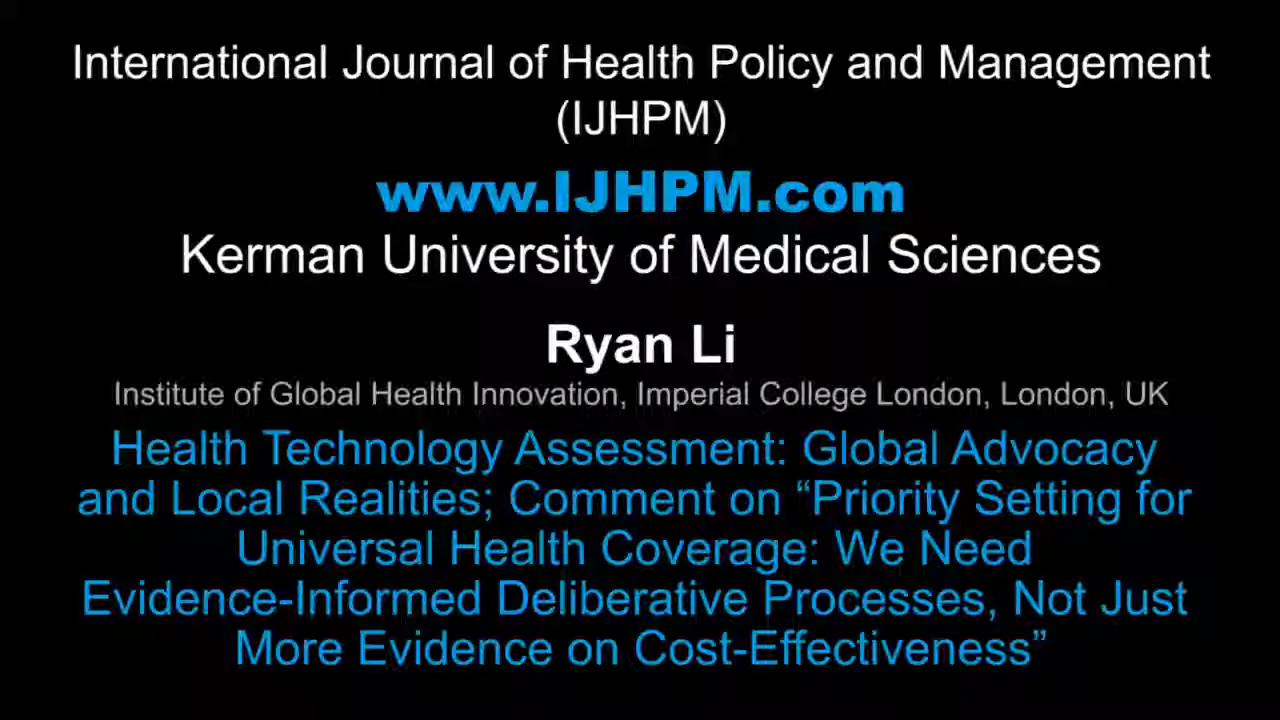 International Journal of Health Policy and Management
(IJHPM)
www.IJHPM.com
Kerman University of Medical Sciences
Ryan Li
Institute of Global Health Innovation, Imperial College London, London, UK
Health Technology Assessment: Global Advocacy
and Local Realities; Comment on “Priority Setting for
Universal Health Coverage: We Need
Evidence-Informed Deliberative Processes, Not Just
More Evidence on Cost-Effectiveness”